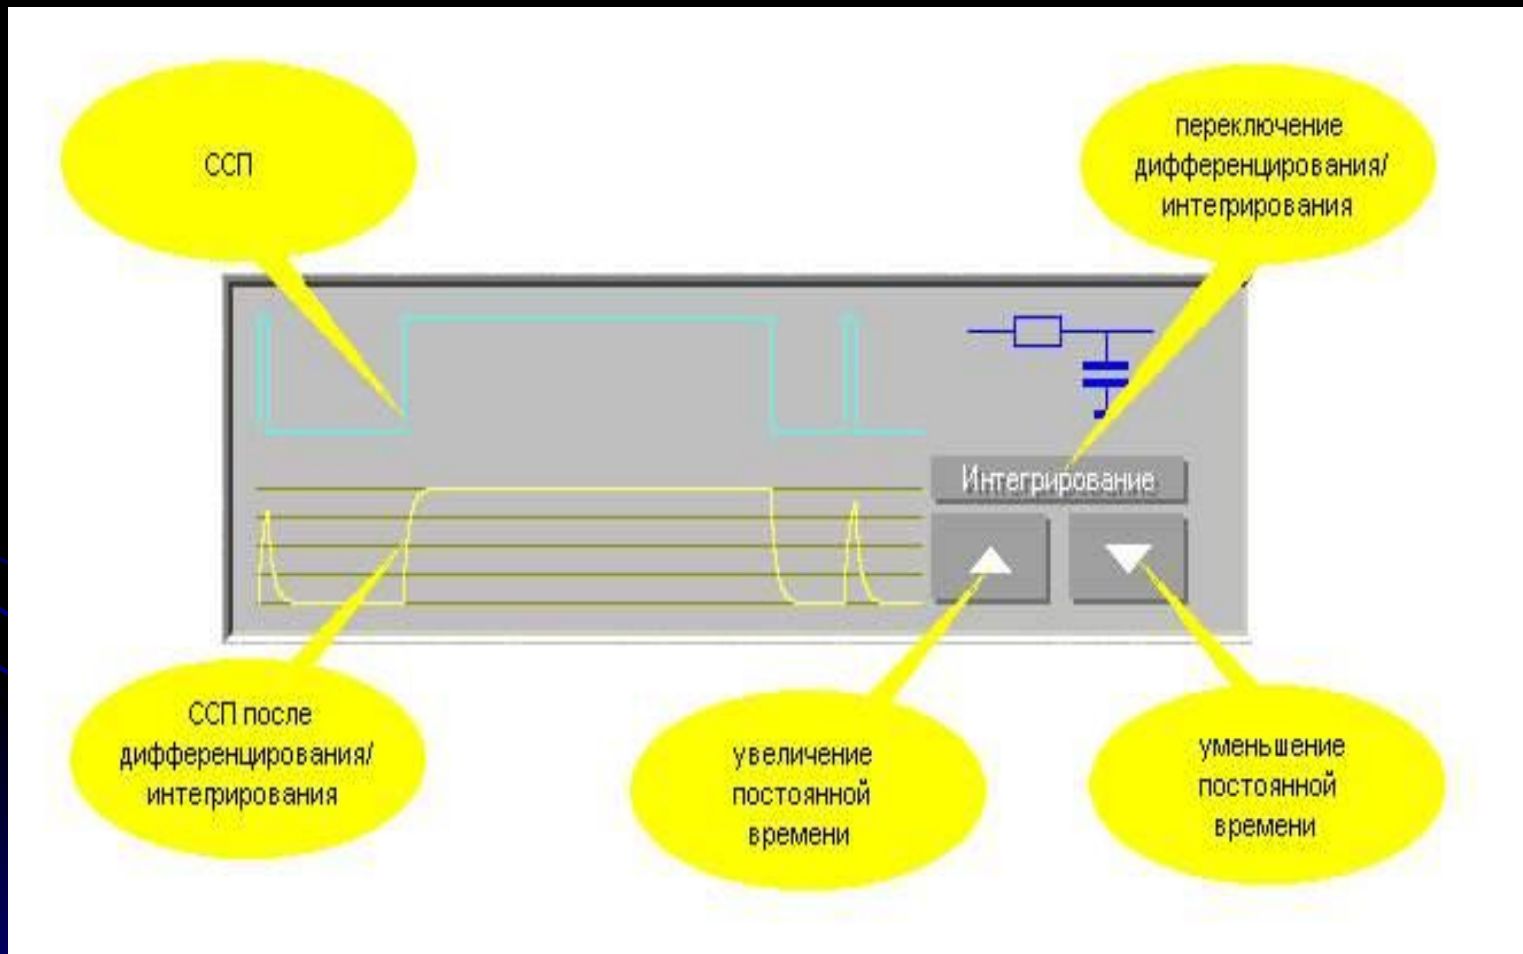 ССП
переключение
дифференцирования/
интегрирования
Интегрирование
ССП после
дифференцирования/
интегрирования
увеличение
постоянной
времени
уменьшение
постоянной
времени